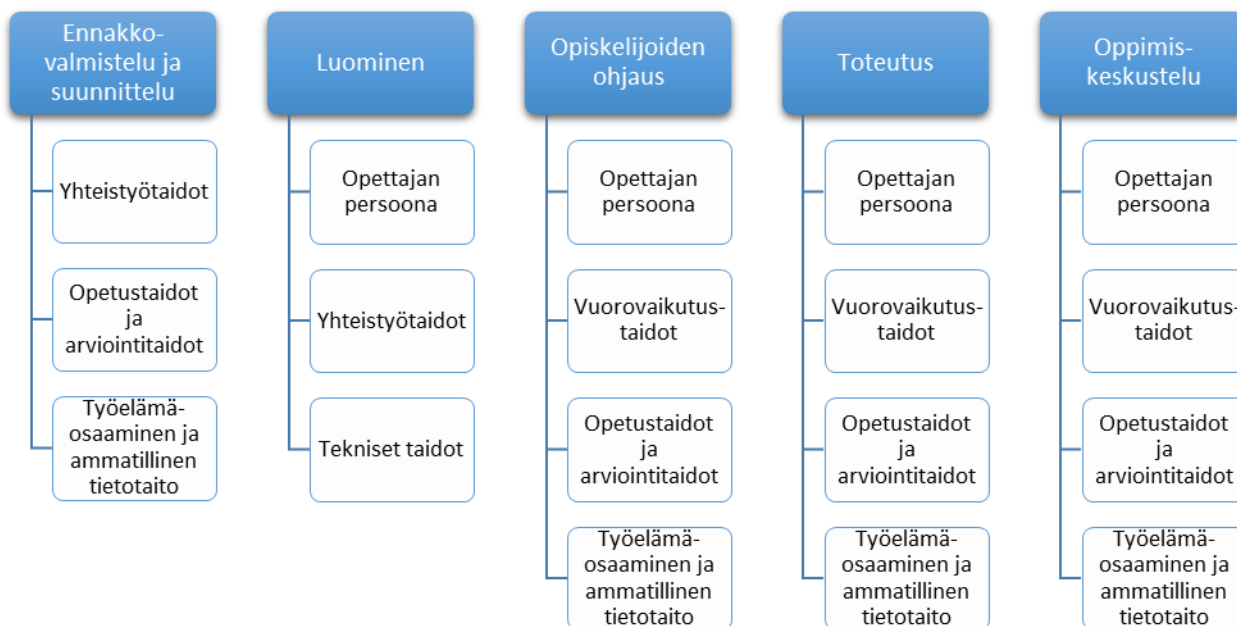 Ennakko-
valmistelu ja
suunnittelu
Yhteistyötaidot
Opetustaidot
ja
arviointitaidot
Työelämä-
osaaminen ja
ammatillinen
tietotaito
Luominen
Opettajan
persoona
Yhteistyötaidot
Tekniset taidot
Opiskelijoiden
ohjaus
Opettajan
persoona
Vuorovaikutus-
taidot
Opetustaidot
ja
arviointitaidot
Työelämä-
osaaminen ja
ammatillinen
tietotaito
Toteutus
Opettajan
persoona
Vuorovaikutus-
taidot
Opetustaidot
ja
arviointitaidot
Työelämä-
osaaminen ja
ammatillinen
tietotaito
Oppimis-
keskustelu
Opettajan
persoona
Vuorovaikutus-
taidot
Opetustaidot
ja
arviointitaidot
Työelämä-
osaaminen ja
ammatillinen
tietotaito